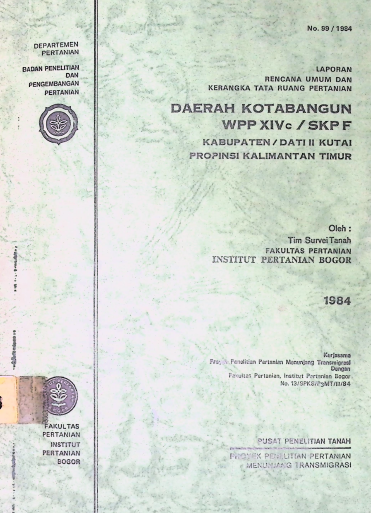 No. 99 / 1984
DEPARTEMEN
PERTANIAN
BADAN PENELITIAN
DAN
PENGEMBANGAN
PERTANIAN
LAPORAN
RENCANA UMUM DAN
KERANGKA TATA RUANG PERTANIAN
DAERAH KOTABANGUN
WPP XIVc / SKP F
KABUPATEN / DATI II KUTAI
PROPINSI KALIMANTAN TIMUR
Oleh :
Tim Survei Tanah
FAKULTAS PERTANIAN
INSTITUT PERTANIAN BOGOR
1984
Kerjasama
Penelitian Pertanian Menunjang Transmigrasi
Dengan
Fakultas Pertanian, Institut Pertanian Bogor
FAKULTAS
PERTANIAN
INSTITUT
PERTANIAN
BOGOR
PUSAT PENELITIAN TANAH
PROYEK PENELITIAN PERTANIAN
MENUNJANG TRANSMIGRASI